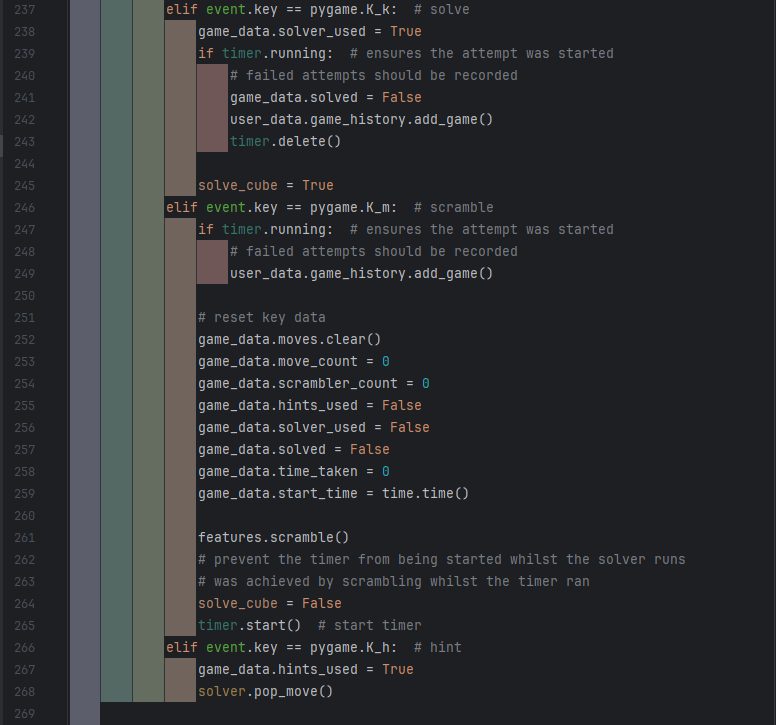 237 elif event.key == pygame.K_k:  # solve
238 game_data.solver_used = True
239 if timer.running:  # ensures the attempt was started
240 # failed attempts should be recorded
241 game_data.solved = False
242 user_data.game_history.add_game()
243 timer.delete()
244
245 solve_cube = True
246 elif event.key == pygame.K_m:  # scramble
247 if timer.running:  # ensures the attempt was started
248 # failed attempts should be recorded
249 user_data.game_history.add_game()
250
251 # reset key data
252 game_data.moves.clear()
253 game_data.move_count = 0
254 game_data.scrambler_count = 0
255 game_data.hints_used = False
256 game_data.solver_used = False
257 game_data.solved = False
258 game_data.time_taken = 0
259 game_data.start_time = time.time()
260
261 features.scramble()
262 # prevent the timer from being started whilst the solver runs
263 # was achieved by scrambling whilst the timer ran
264 solve_cube = False
265 timer.start()  # start timer
266 elif event.key == pygame.K_h:  # hint
267 game_data.hints_used = True
268 solver.pop_move()
269